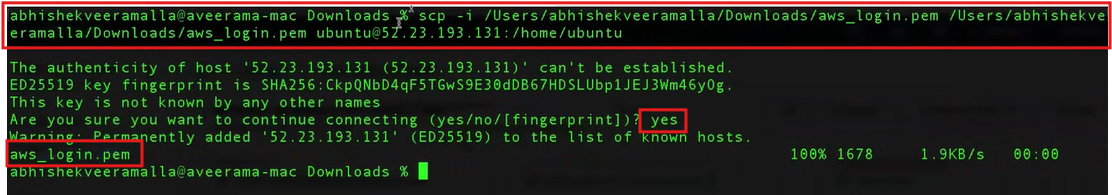 abhishekveeramalla@aveerama-mac Downloads % scp -i /Users/abhishekveeramalla/Downloads/aws_login.pem /Users/abhishekve
eramalla/Downloads/aws_login.pem ubuntu@52.23.193.131:/home/ubuntu
The authenticity of host '52.23.193.131 (52.23.193.131)' can't be established.
ED25519 key fingerprint is SHA256:CkpQNbD4qF5TGwS9E30dDB67HDSLUbp1JEJ3Wm46yOg.
This key is not known by any other names
Are you sure you want to continue connecting (yes/no/[fingerprint])? yes
Warning: Permanently added '52.23.193.131' (ED25519) to the list of known hosts.
aws_login.pem 100% 1678 1.9KB/s 00:00
abhishekveeramalla@aveerama-mac Downloads %